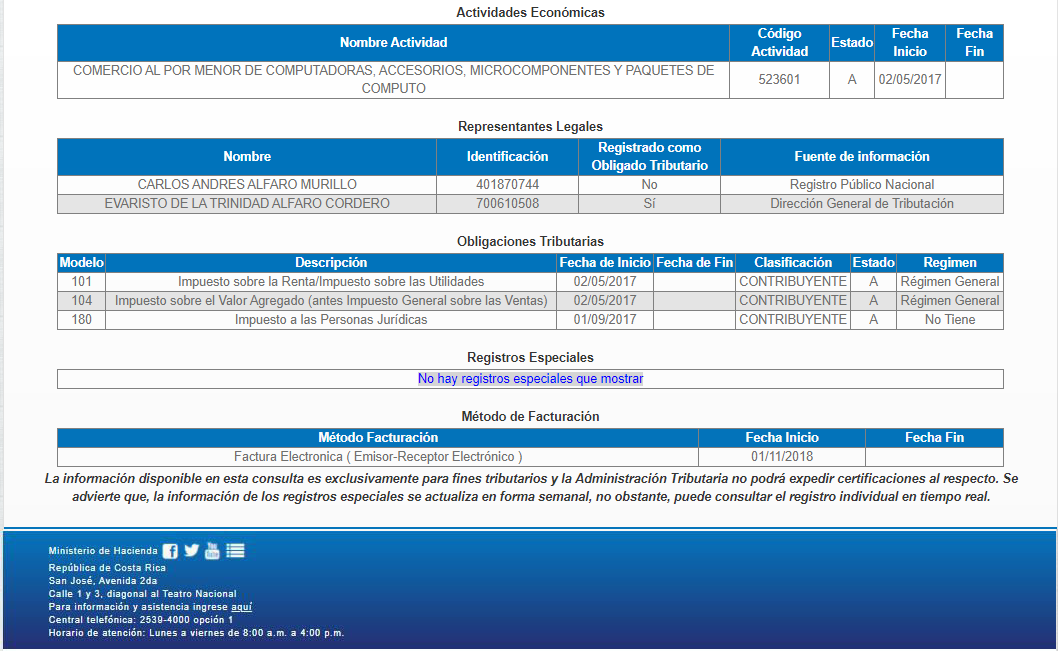 Actividades Económicas
Nombre Actividad Código Actividad Estado Fecha Inicio Fecha Fin
COMERCIO AL POR MENOR DE COMPUTADORAS, ACCESORIOS, MICROCOMPONENTES Y PAQUETES DE COMPUTO 523601 A 02/05/2017
Representantes Legales
Nombre Identificación Registrado como Obligado Tributario Fuente de información
CARLOS ANDRES ALFARO MURILLO 401870744 No Registro Público Nacional
EVARISTO DE LA TRINIDAD ALFARO CORDERO 700610508 Sí Dirección General de Tributación
Obligaciones Tributarias
Modelo Descripción Fecha de Inicio Fecha de Fin Clasificación Estado Regimen
101 Impuesto sobre la Renta/Impuesto sobre las Utilidades 02/05/2017 CONTRIBUYENTE A Régimen General
104 Impuesto sobre el Valor Agregado (antes Impuesto General sobre las Ventas) 02/05/2017 CONTRIBUYENTE A Régimen General
180 Impuesto a las Personas Jurídicas 01/09/2017 CONTRIBUYENTE A No Tiene
Registros Especiales
No hay registros especiales que mostrar
Método de Facturación
Método Facturación Fecha Inicio Fecha Fin
Factura Electronica ( Emisor-Receptor Electrónico ) 01/11/2018
La información disponible en esta consulta es exclusivamente para fines tributarios y la Administración Tributaria no podrá expedir certificaciones al respecto. Se
advierte que, la información de los registros especiales se actualiza en forma semanal, no obstante, puede consultar el registro individual en tiempo real.
Ministerio de Hacienda
República de Costa Rica
San José, Avenida 2da
Calle 1 y 3, diagonal al Teatro Nacional
Para información y asistencia ingrese aquí
Central telefónica: 2539-4000 opción 1
Horario de atención: Lunes a viernes de 8:00 a.m. a 4:00 p.m.